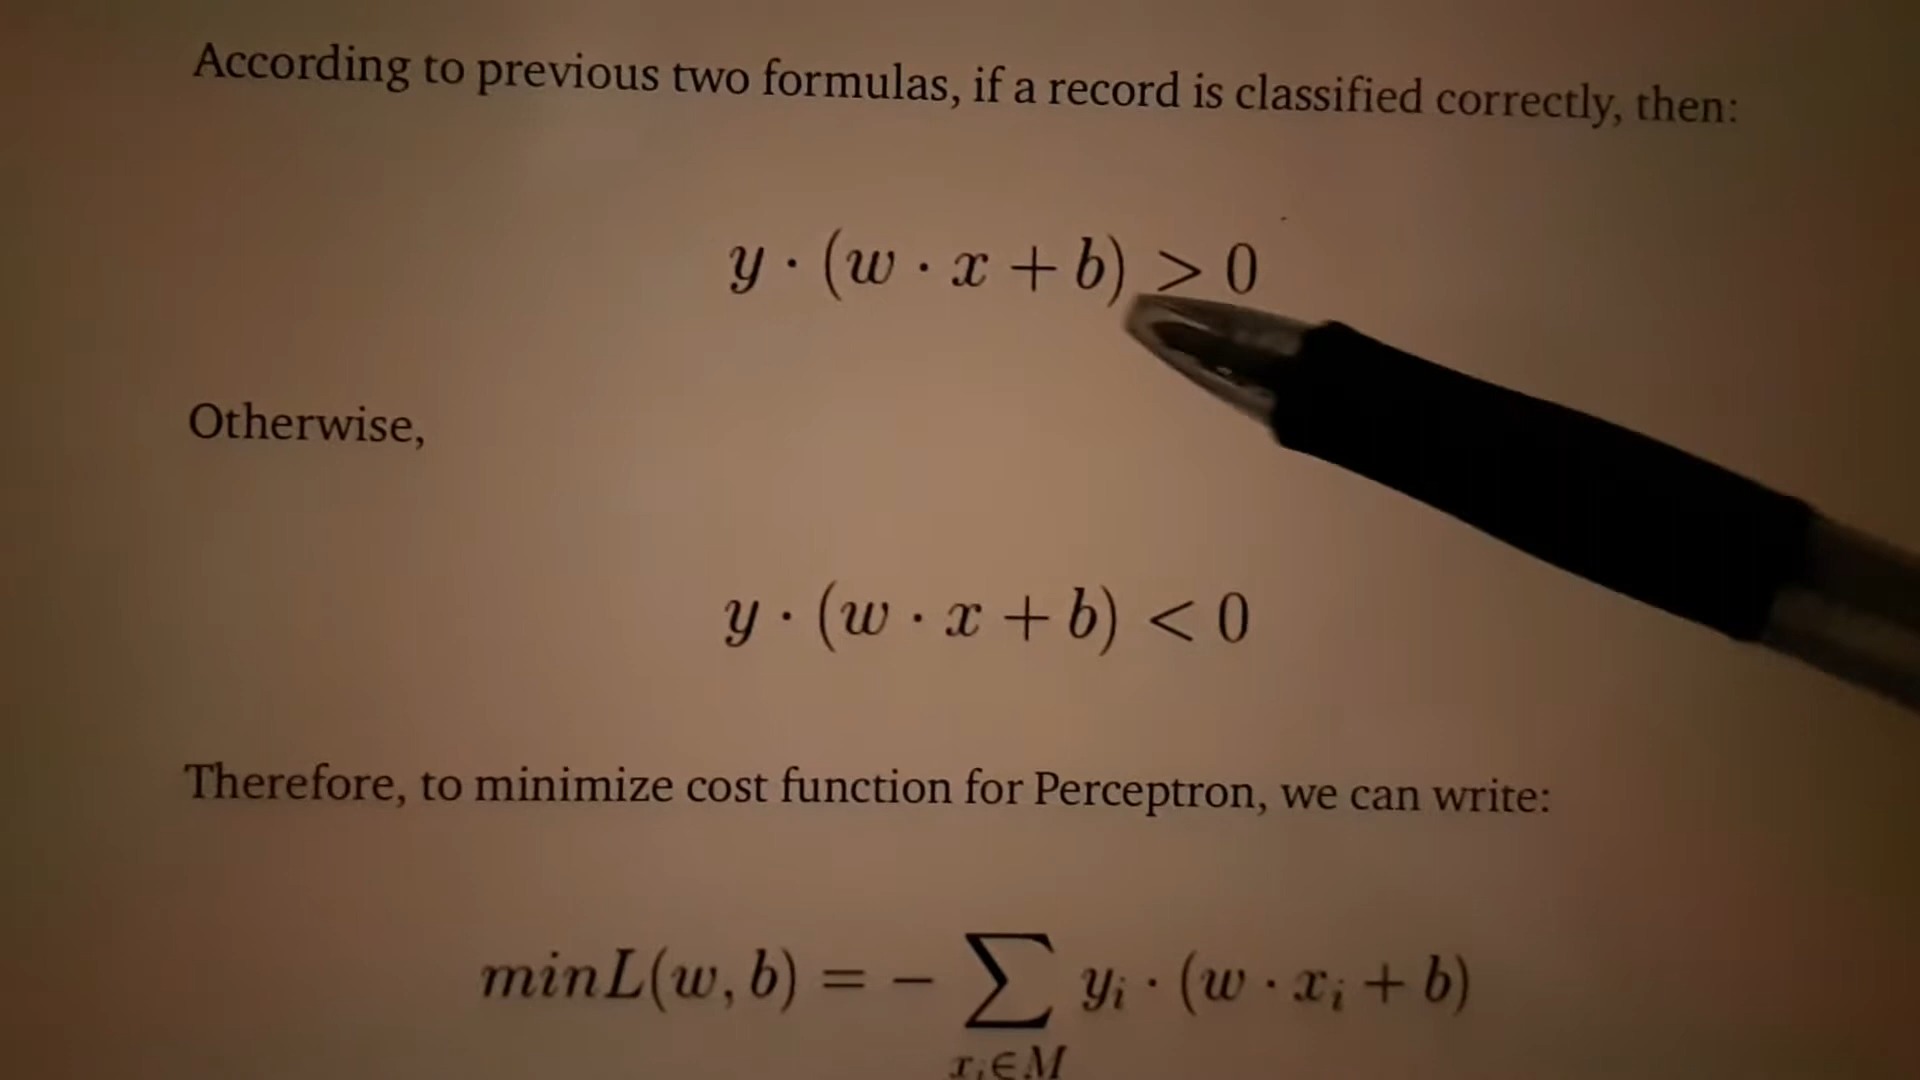 According to previous two formulas, if a record is classified correctly, then:
y · (w · x + b) > 0
Otherwise,
y · (w · x + b) < 0
Therefore, to minimize cost function for Perceptron, we can write:
minL(w, b) = − ∑ yᵢ · (w · xᵢ + b)
xᵢ∈M